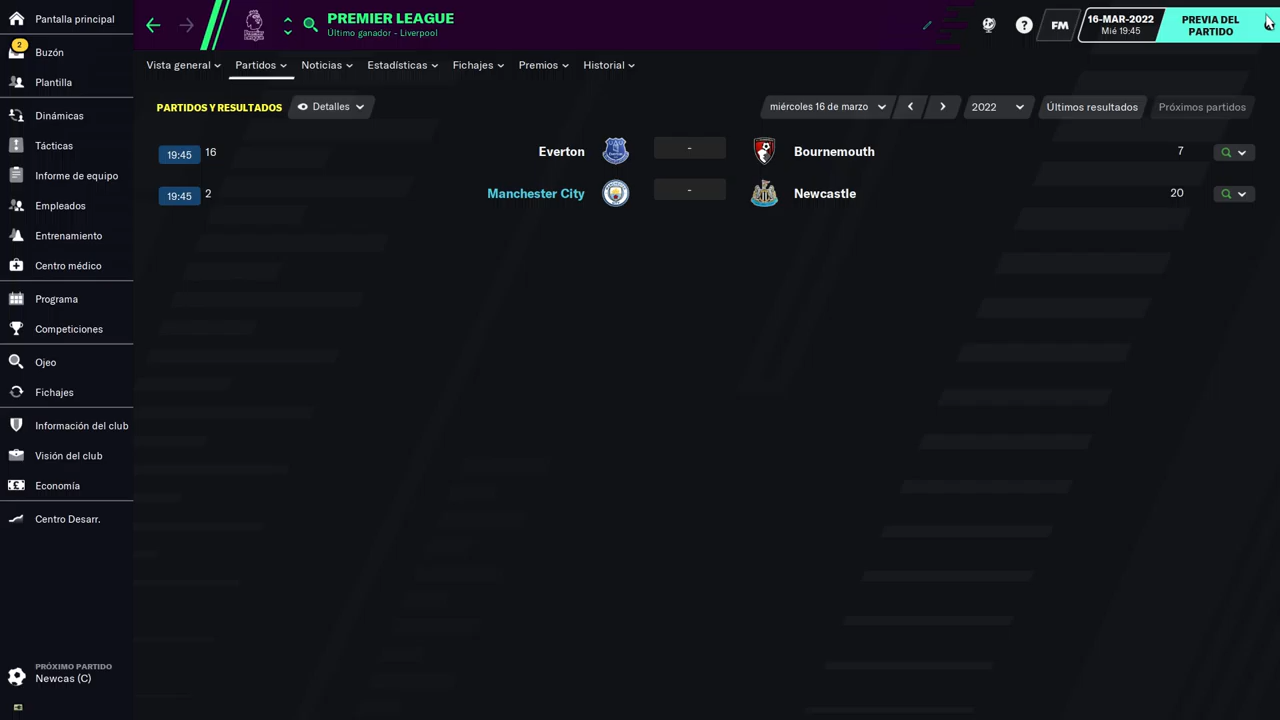 Pantalla principal
2
Buzón
Plantilla
Dinámicas
Tácticas
Informe de equipo
Empleados
Entrenamiento
Centro médico
Programa
Competiciones
Ojeo
Fichajes
Información del club
Visión del club
Economía
Centro Desarr.
PRÓXIMO PARTIDO
Newcas (C)
PREMIER LEAGUE
Último ganador - Liverpool
?
FM
16-MAR-2022
Mié 19:45
PREVIA DEL
PARTIDO
Vista general Partidos Noticias Estadísticas Fichajes Premios Historial
PARTIDOS Y RESULTADOS Detalles miércoles 16 de marzo 2022 Últimos resultados Próximos partidos
19:45 16 Everton - Bournemouth 7
19:45 2 Manchester City - Newcastle 20